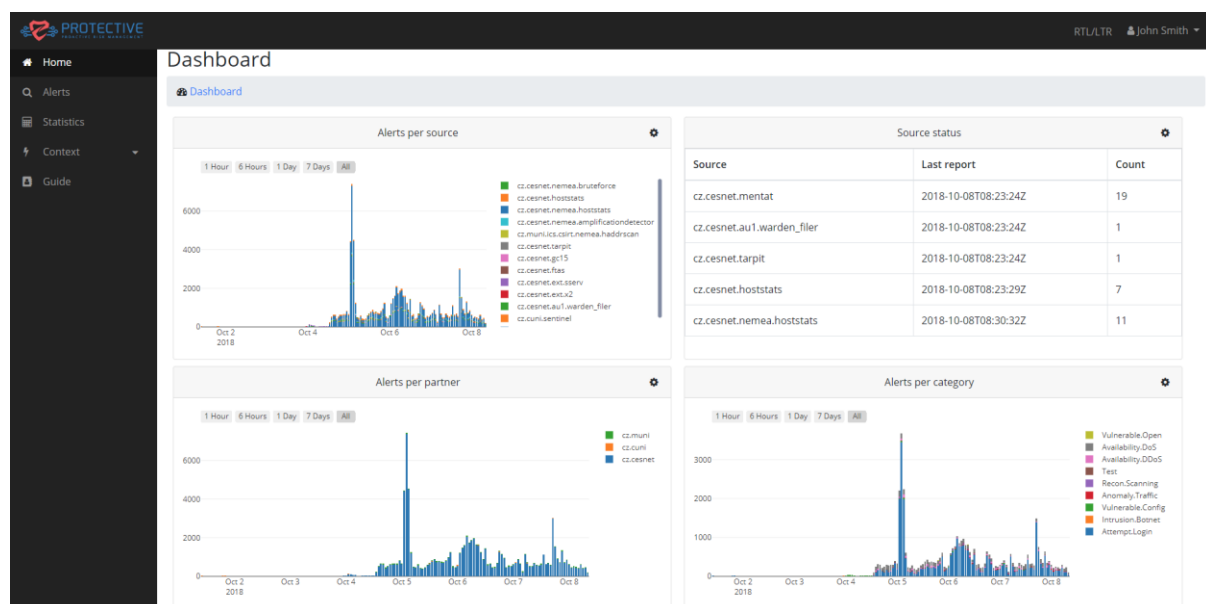 PROTECTIVE
PROACTIVE RISK MANAGEMENT
RTL/LTR
John Smith
Home
Alerts
Statistics
Context
Guide
Dashboard
Dashboard
Alerts per source
1 Hour 6 Hours 1 Day 7 Days All
6000
4000
2000
0
Oct 2 Oct 4 Oct 6 Oct 8
2018
cz.cesnet.nemea.bruteforce
cz.cesnet.hoststats
cz.cesnet.nemea.hoststats
cz.cesnet.nemea.amplificationdetector
cz.muni.ics.csirt.nemea.haddrscan
cz.cesnet.tarpit
cz.cesnet.gc15
cz.cesnet.ftas
cz.cesnet.ext.sserv
cz.cesnet.ext.x2
cz.cesnet.au1.warden_filer
cz.cuni.sentinel
Source status
Source Last report Count
cz.cesnet.mentat 2018-10-08T08:23:24Z 19
cz.cesnet.au1.warden_filer 2018-10-08T08:23:24Z 1
cz.cesnet.tarpit 2018-10-08T08:23:24Z 1
cz.cesnet.hoststats 2018-10-08T08:23:29Z 7
cz.cesnet.nemea.hoststats 2018-10-08T08:30:32Z 11
Alerts per partner
1 Hour 6 Hours 1 Day 7 Days All
6000
4000
2000
0
Oct 2 Oct 3 Oct 4 Oct 5 Oct 6 Oct 7 Oct 8
2018
cz.muni
cz.cuni
cz.cesnet
Alerts per category
1 Hour 6 Hours 1 Day 7 Days All
3000
2000
1000
0
Oct 2 Oct 3 Oct 4 Oct 5 Oct 6 Oct 7 Oct 8
2018
Vulnerable.Open
Availability.DoS
Availability.DDoS
Test
Recon.Scanning
Anomaly.Traffic
Vulnerable.Config
Intrusion.Botnet
Attempt.Login